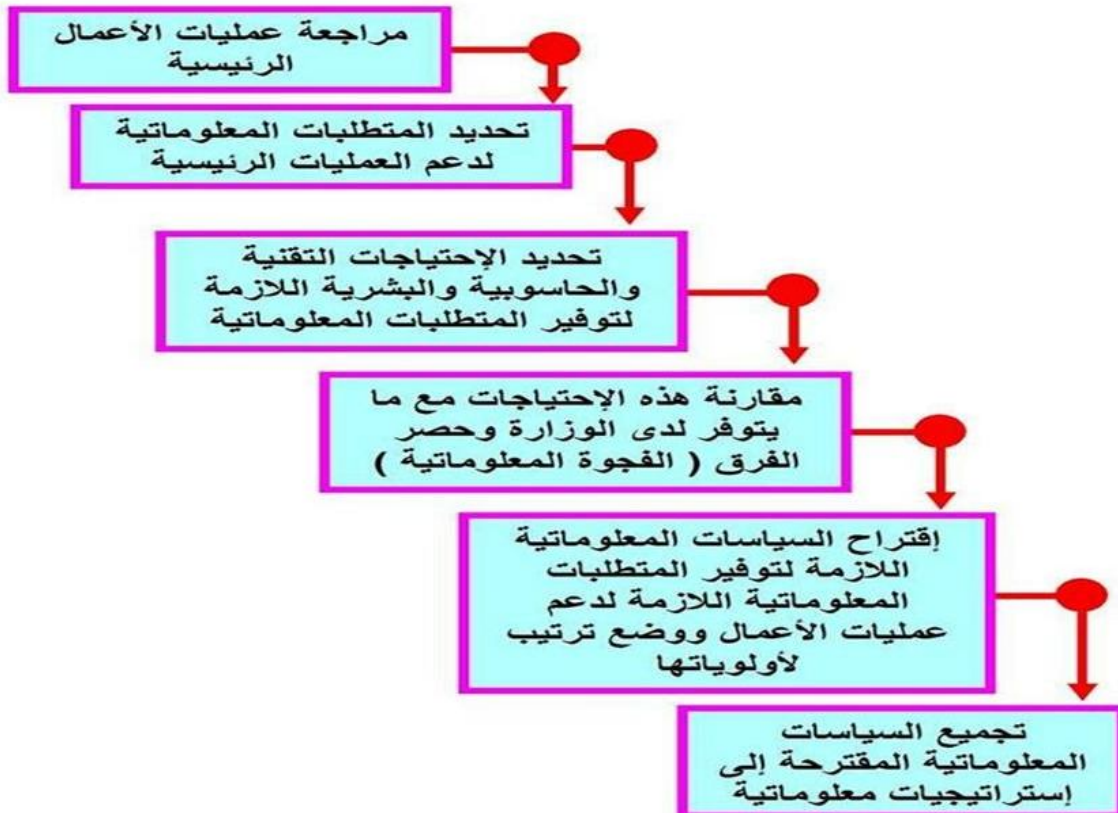 مراجعة عمليات الأعمال
الرئيسية
تحديد المتطلبات المعلوماتية
لدعم العمليات الرئيسية
تحديد الإحتياجات التقنية
والحاسوبية والبشرية اللازمة
لتوفير المتطلبات المعلوماتية
مقارنة هذه الإحتياجات مع ما
يتوفر لدى الوزارة وحصر
الفرق ( الفجوة المعلوماتية )
إقتراح السياسات المعلوماتية
اللازمة لتوفير المتطلبات
المعلوماتية اللازمة لدعم
عمليات الأعمال ووضع ترتيب
لأولوياتها
تجميع السياسات
المعلوماتية المقترحة إلى
إستراتيجيات معلوماتية